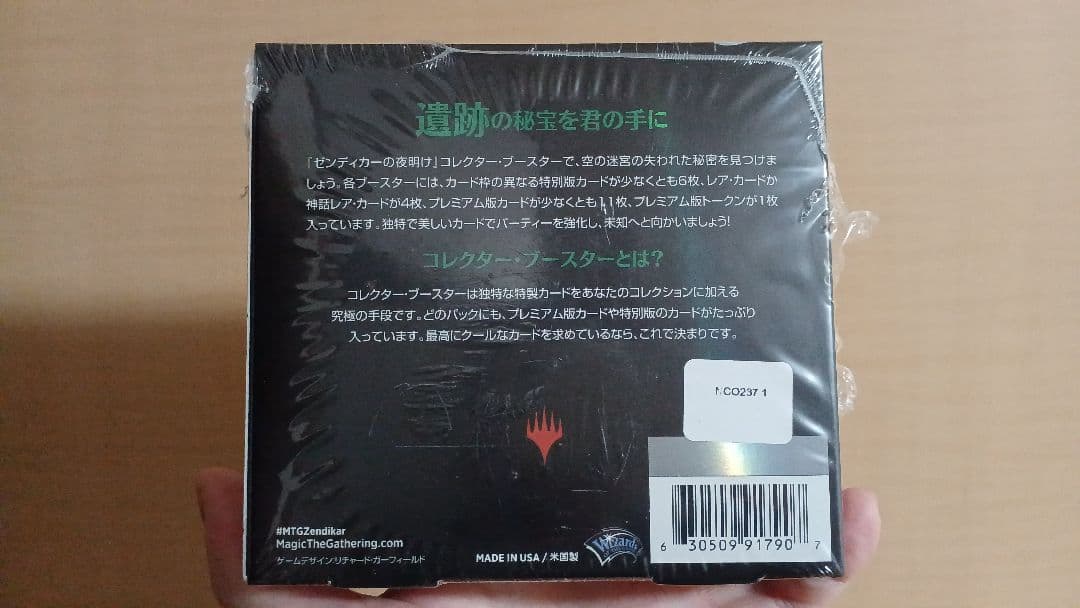 遺跡の秘宝を君の手に
『ゼンディカーの夜明け』コレクター・ブースターで、空の迷宮の失われた秘密を見つけま
しょう。各ブースターには、カード枠の異なる特別版カードが少なくとも6枚、レア・カードか
神話レア・カードが4枚、プレミアム版カードが少なくとも11枚、プレミアム版トークンが1枚
入っています。独特で美しいカードでパーティーを強化し、未知へと向かいましょう!
コレクター・ブースターとは?
コレクター・ブースターは独特な特製カードをあなたのコレクションに加える
究極の手段です。どのパックにも、プレミアム版カードや特別版のカードがたっぷり
入っています。最高にクールなカードを求めているなら、これで決まりです。
NCO237 1
#MTGZendikar
MagicTheGathering.com
ゲームデザイン:リチャード・ガーフィールド
MADE IN USA / 米国製
Wizards
6 30509 91790 7